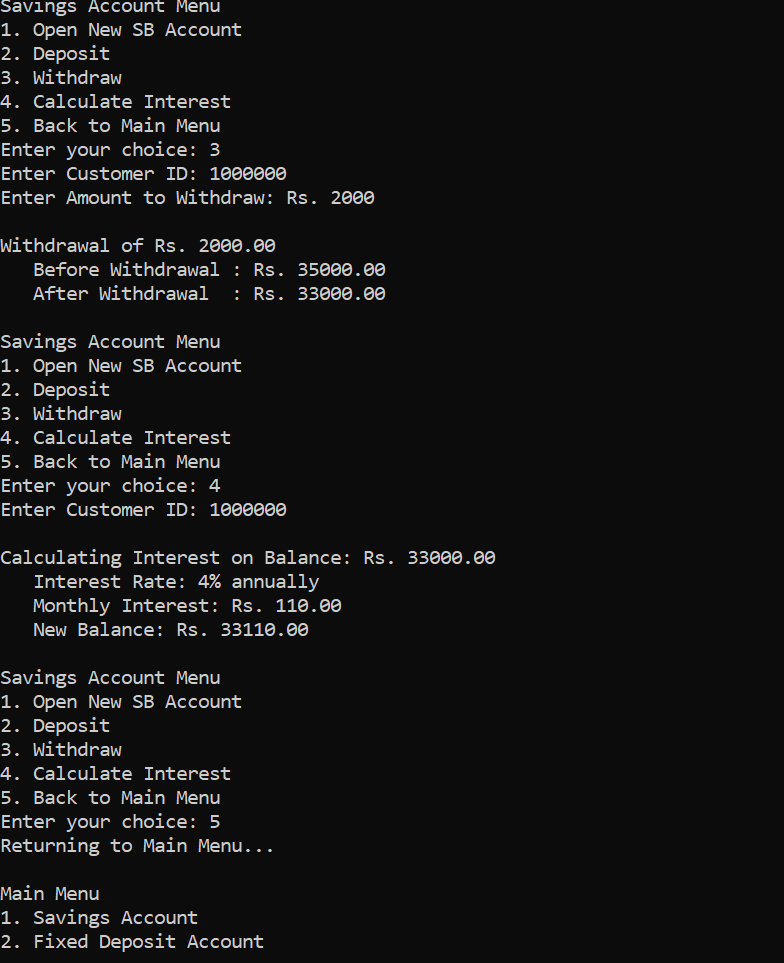 Savings Account Menu
1. Open New SB Account
2. Deposit
3. Withdraw
4. Calculate Interest
5. Back to Main Menu
Enter your choice: 3
Enter Customer ID: 1000000
Enter Amount to Withdraw: Rs. 2000
Withdrawal of Rs. 2000.00
Before Withdrawal : Rs. 35000.00
After Withdrawal  : Rs. 33000.00
Savings Account Menu
1. Open New SB Account
2. Deposit
3. Withdraw
4. Calculate Interest
5. Back to Main Menu
Enter your choice: 4
Enter Customer ID: 1000000
Calculating Interest on Balance: Rs. 33000.00
Interest Rate: 4% annually
Monthly Interest: Rs. 110.00
New Balance: Rs. 33110.00
Savings Account Menu
1. Open New SB Account
2. Deposit
3. Withdraw
4. Calculate Interest
5. Back to Main Menu
Enter your choice: 5
Returning to Main Menu...
Main Menu
1. Savings Account
2. Fixed Deposit Account